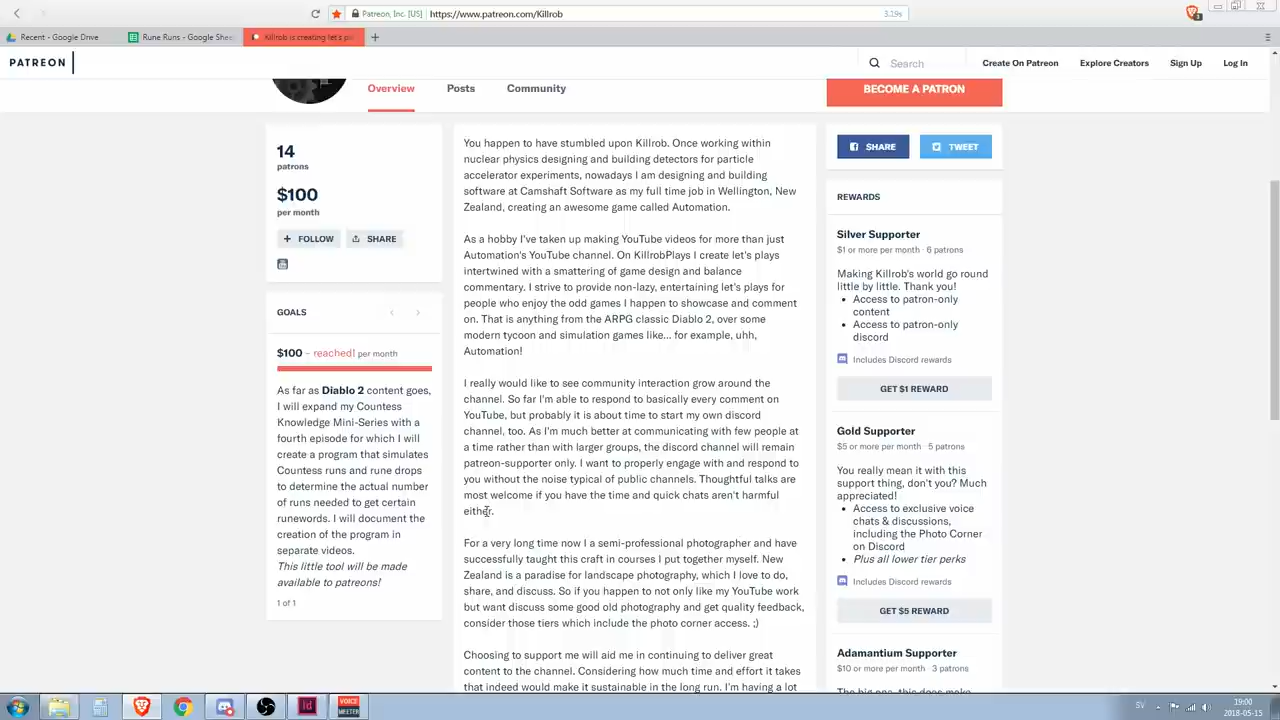 Patreon, Inc. [US] https://www.patreon.com/Killrob 3.19s
Recent - Google Drive
Rune Runs - Google She
Killrob is creating let's pl
PATREON
Search
Create On Patreon
Explore Creators
Sign Up
Log In
Overview
Posts
Community
BECOME A PATRON
14
patrons
$100
per month
FOLLOW
SHARE
GOALS
$100 – reached! per month
As far as Diablo 2 content goes,
I will expand my Countess
Knowledge Mini-Series with a
fourth episode for which I will
create a program that simulates
Countess runs and rune drops
to determine the actual number
of runs needed to get certain
runewords. I will document the
creation of the program in
separate videos.
This little tool will be made
available to patreons!
1 of 1
You happen to have stumbled upon Killrob. Once working within
nuclear physics designing and building detectors for particle
accelerator experiments, nowadays I am designing and building
software at Camshaft Software as my full time job in Wellington, New
Zealand, creating an awesome game called Automation.
As a hobby I've taken up making YouTube videos for more than just
Automation's YouTube channel. On KillrobPlays I create let's plays
intertwined with a smattering of game design and balance
commentary. I strive to provide non-lazy, entertaining let's plays for
people who enjoy the odd games I happen to showcase and comment
on. That is anything from the ARPG classic Diablo 2, over some
modern tycoon and simulation games like... for example, uhh,
Automation!
I really would like to see community interaction grow around the
channel. So far I'm able to respond to basically every comment on
YouTube, but probably it is about time to start my own discord
channel, too. As I'm much better at communicating with few people at
a time rather than with larger groups, the discord channel will remain
patreon-supporter only. I want to properly engage with and respond to
you without the noise typical of public channels. Thoughtful talks are
most welcome if you have the time and quick chats aren't harmful
either.
For a very long time now I a semi-professional photographer and have
successfully taught this craft in courses I put together myself. New
Zealand is a paradise for landscape photography, which I love to do,
share, and discuss. So if you happen to not only like my YouTube work
but want discuss some good old photography and get quality feedback,
consider those tiers which include the photo corner access. ;)
Choosing to support me will aid me in continuing to deliver great
content to the channel. Considering how much time and effort it takes
that indeed would make it sustainable in the long run. I'm having a lot
SHARE
TWEET
REWARDS
Silver Supporter
$1 or more per month · 6 patrons
Making Killrob's world go round
little by little. Thank you!
• Access to patron-only
content
• Access to patron-only
discord
Includes Discord rewards
GET $1 REWARD
Gold Supporter
$5 or more per month · 5 patrons
You really mean it with this
support thing, don't you? Much
appreciated!
• Access to exclusive voice
chats & discussions,
including the Photo Corner
on Discord
• Plus all lower tier perks
Includes Discord rewards
GET $5 REWARD
Adamantium Supporter
$10 or more per month · 3 patrons
The big one, this does make
Id
VOICE
MEETER
SV
19:00
2018-05-15